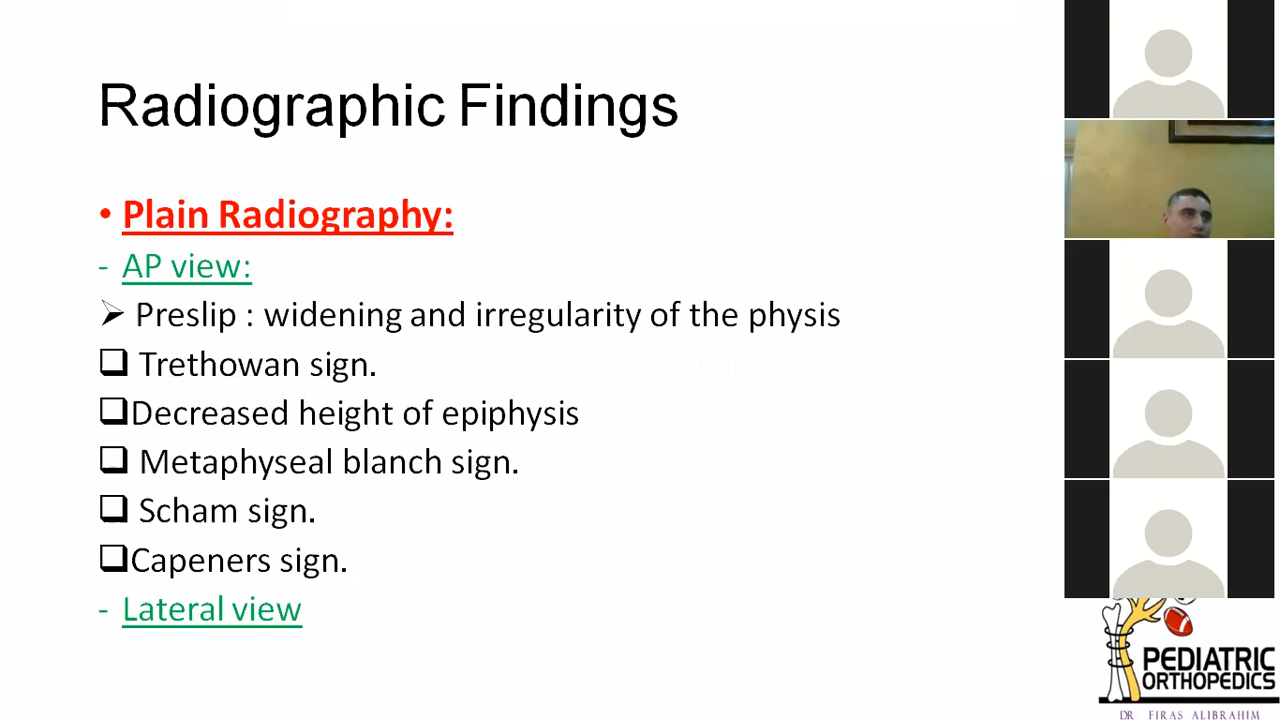 Radiographic Findings
• Plain Radiography:
- AP view:
➢ Preslip : widening and irregularity of the physis
❑ Trethowan sign.
❑Decreased height of epiphysis
❑ Metaphyseal blanch sign.
❑ Scham sign.
❑Capeners sign.
- Lateral view
PEDIATRIC
ORTHOPEDICS
DR FIRAS ALIBRAHIM